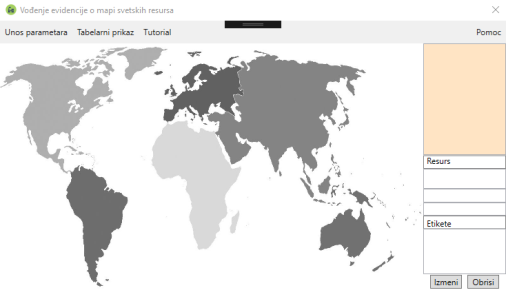 Vođenje evidencije o mapi svetskih resursa
Unos parametara Tabelarni prikaz Tutorial Pomoc
Resurs
Etikete
Izmeni Obrisi